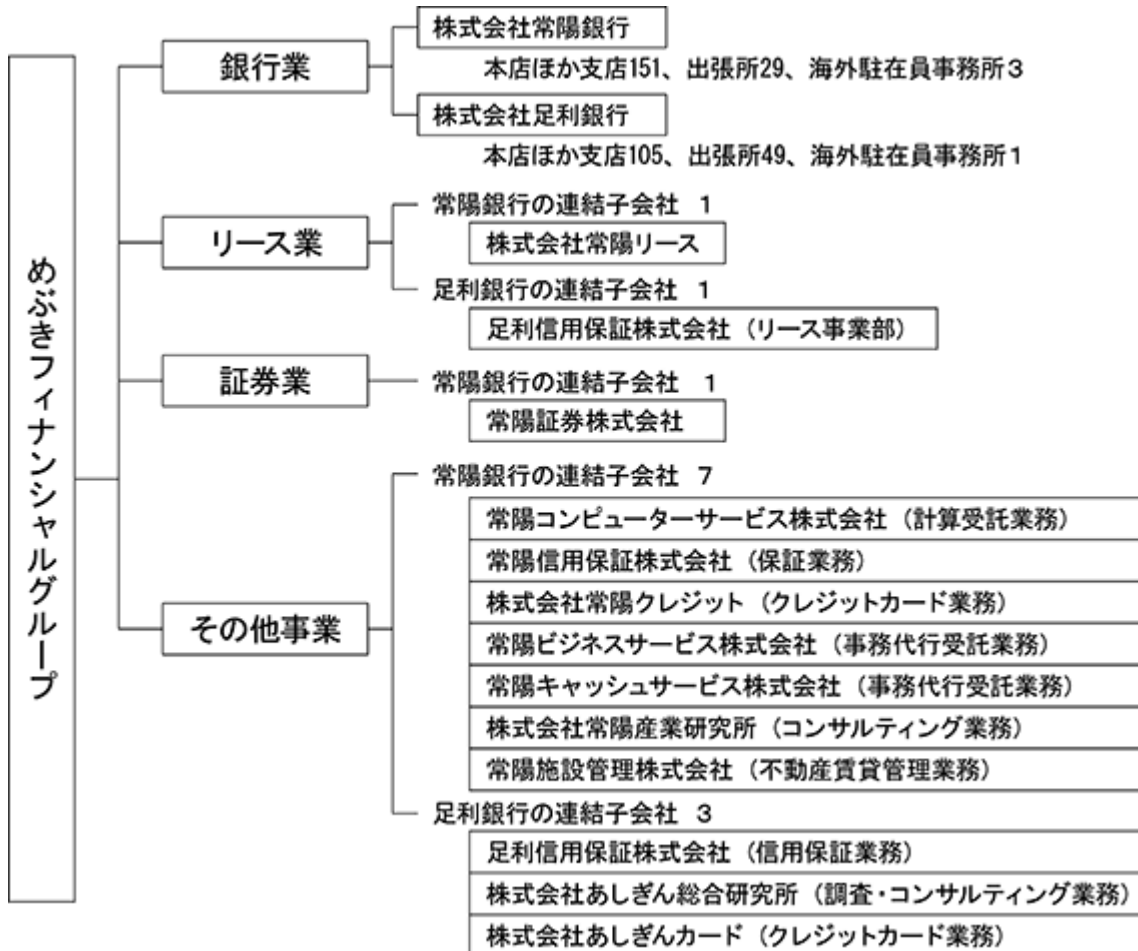 めぶきフィナンシャルグループ
銀行業
株式会社常陽銀行
本店ほか支店151、出張所29、海外駐在員事務所3
株式会社足利銀行
本店ほか支店105、出張所49、海外駐在員事務所1
リース業
常陽銀行の連結子会社 1
株式会社常陽リース
足利銀行の連結子会社 1
足利信用保証株式会社（リース事業部）
証券業
常陽銀行の連結子会社 1
常陽証券株式会社
その他事業
常陽銀行の連結子会社 7
常陽コンピューターサービス株式会社（計算受託業務）
常陽信用保証株式会社（保証業務）
株式会社常陽クレジット（クレジットカード業務）
常陽ビジネスサービス株式会社（事務代行受託業務）
常陽キャッシュサービス株式会社（事務代行受託業務）
株式会社常陽産業研究所（コンサルティング業務）
常陽施設管理株式会社（不動産賃貸管理業務）
足利銀行の連結子会社 3
足利信用保証株式会社（信用保証業務）
株式会社あしぎん総合研究所（調査・コンサルティング業務）
株式会社あしぎんカード（クレジットカード業務）